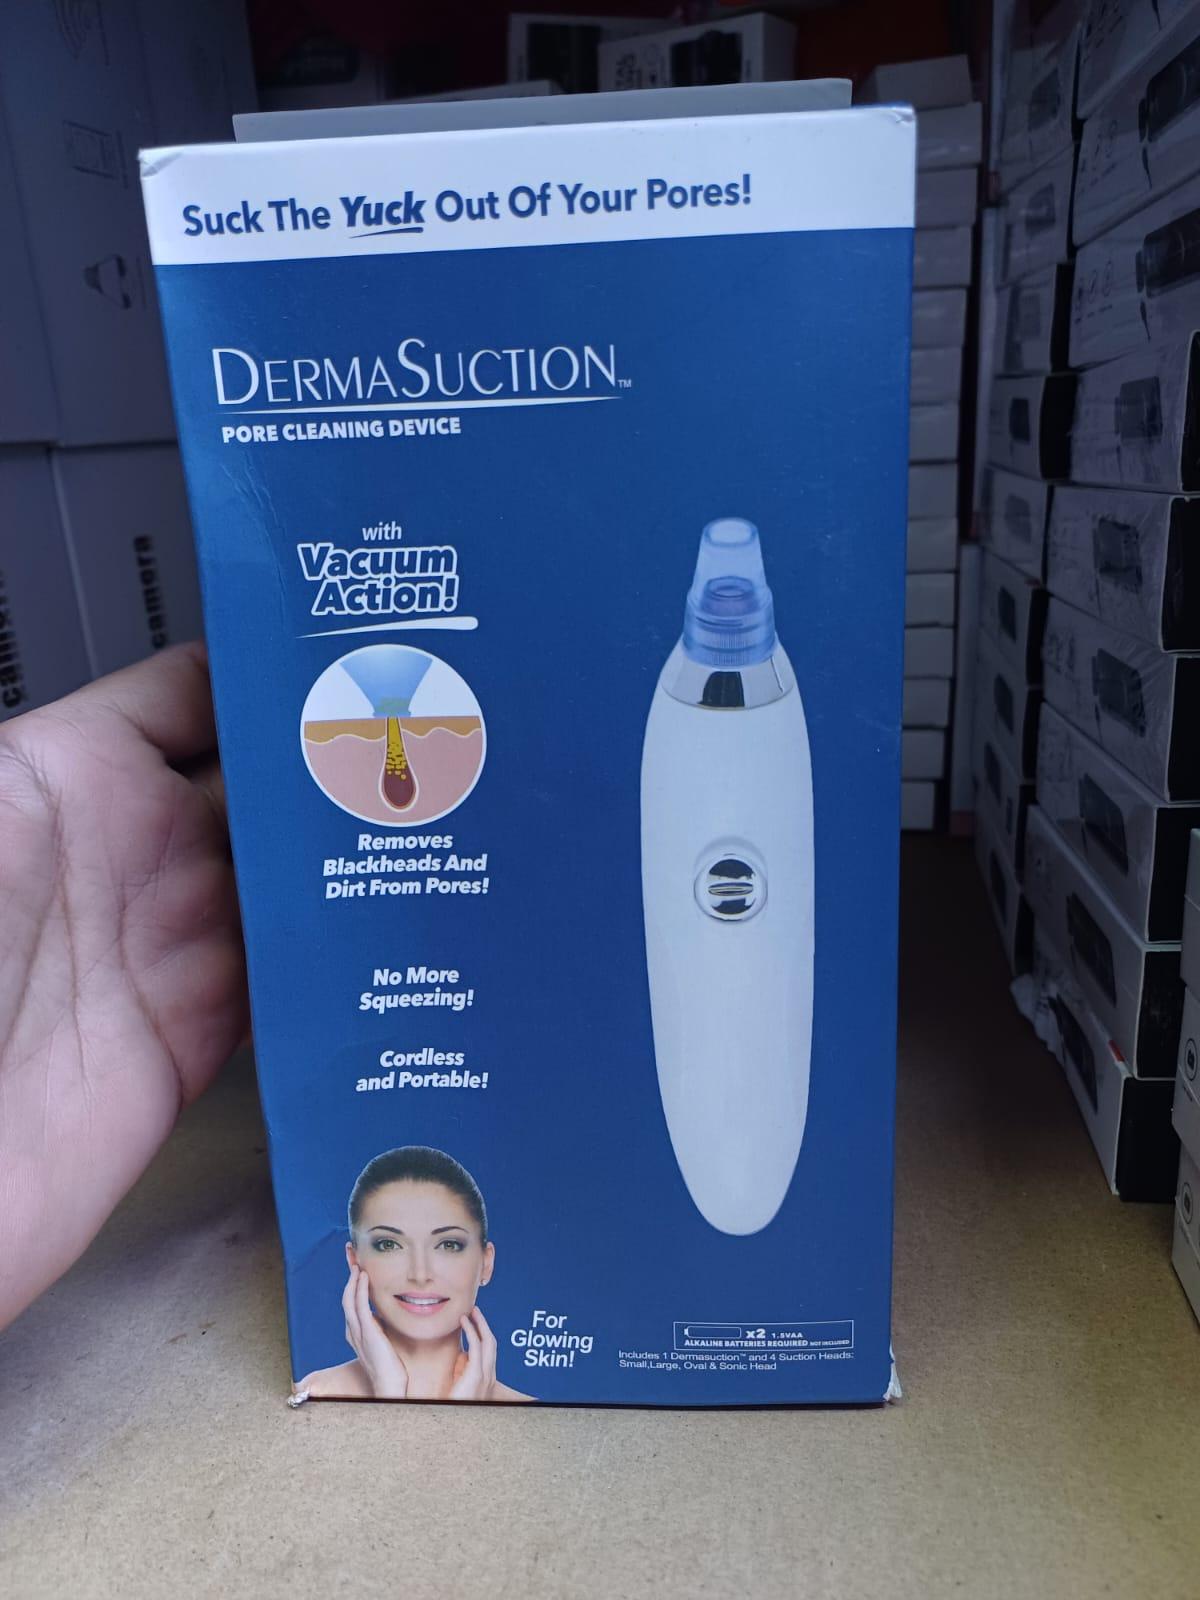 Suck The Yuck Out Of Your Pores!
DERMASUCTION™
PORE CLEANING DEVICE
with
Vacuum
Action!
Removes
Blackheads And
Dirt From Pores!
No More
Squeezing!
Cordless
and Portable!
For
Glowing
Skin!
x2 1.5VAA
ALKALINE BATTERIES REQUIRED NOT INCLUDED
Includes 1 Dermasuction™ and 4 Suction Heads:
Small,Large, Oval & Sonic Head
camera